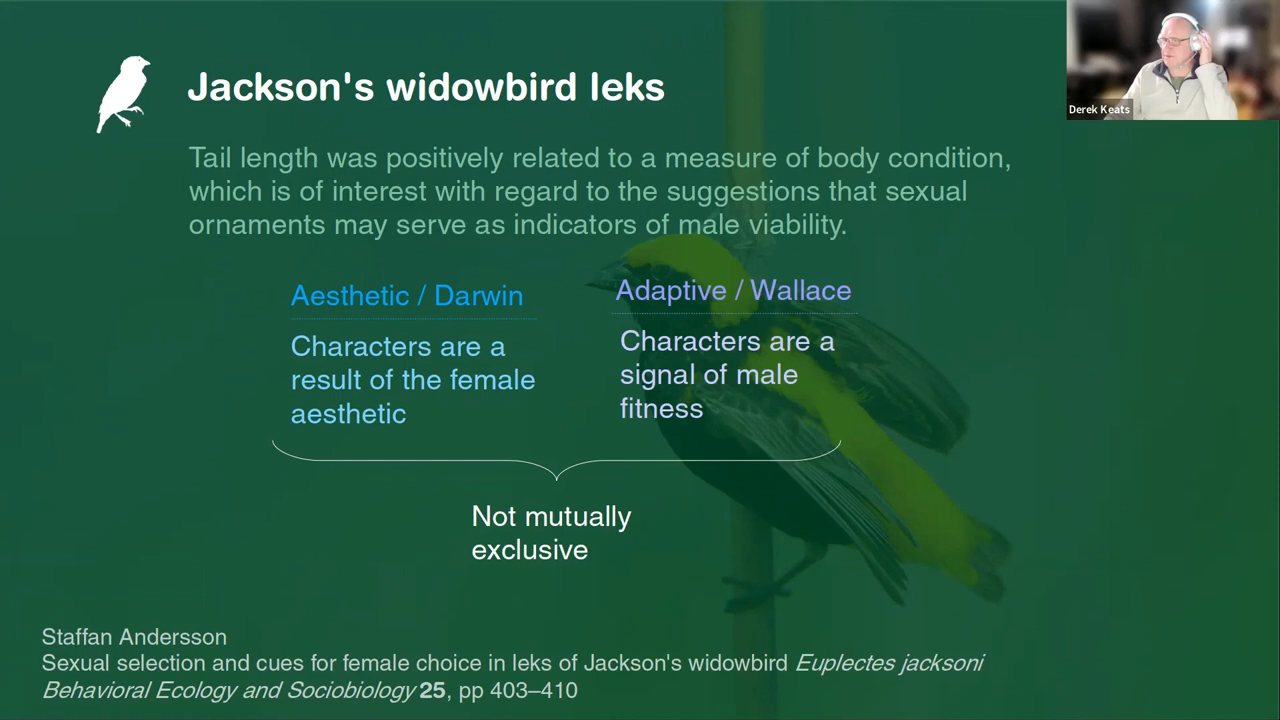 Jackson's widowbird leks
Derek Keats
Tail length was positively related to a measure of body condition,
which is of interest with regard to the suggestions that sexual
ornaments may serve as indicators of male viability.
Aesthetic / Darwin
Characters are a
result of the female
aesthetic
Adaptive / Wallace
Characters are a
signal of male
fitness
Not mutually
exclusive
Staffan Andersson
Sexual selection and cues for female choice in leks of Jackson's widowbird Euplectes jacksoni
Behavioral Ecology and Sociobiology 25, pp 403–410